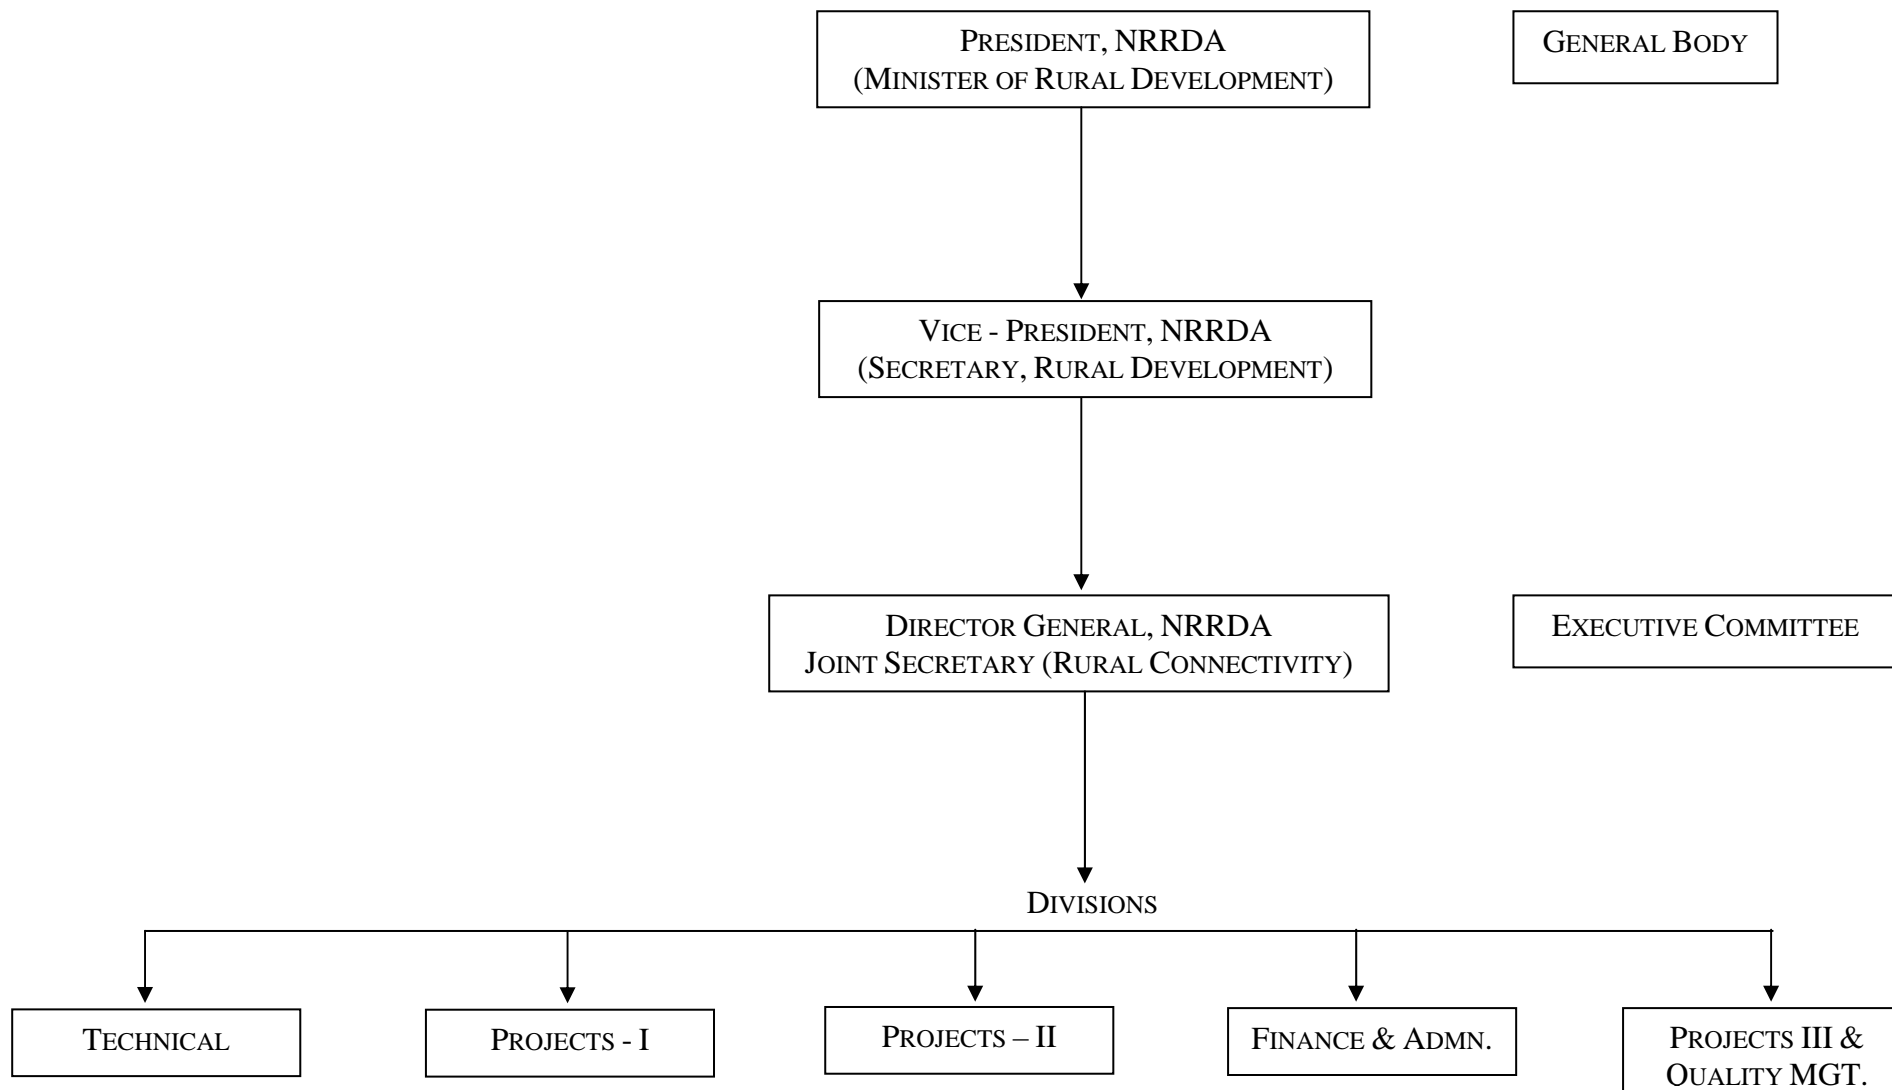 PRESIDENT, NRRDA
(MINISTER OF RURAL DEVELOPMENT)
GENERAL BODY
VICE - PRESIDENT, NRRDA
(SECRETARY, RURAL DEVELOPMENT)
DIRECTOR GENERAL, NRRDA
JOINT SECRETARY (RURAL CONNECTIVITY)
EXECUTIVE COMMITTEE
DIVISIONS
TECHNICAL
PROJECTS - I
PROJECTS – II
FINANCE & ADMN.
PROJECTS III &
QUALITY MGT.